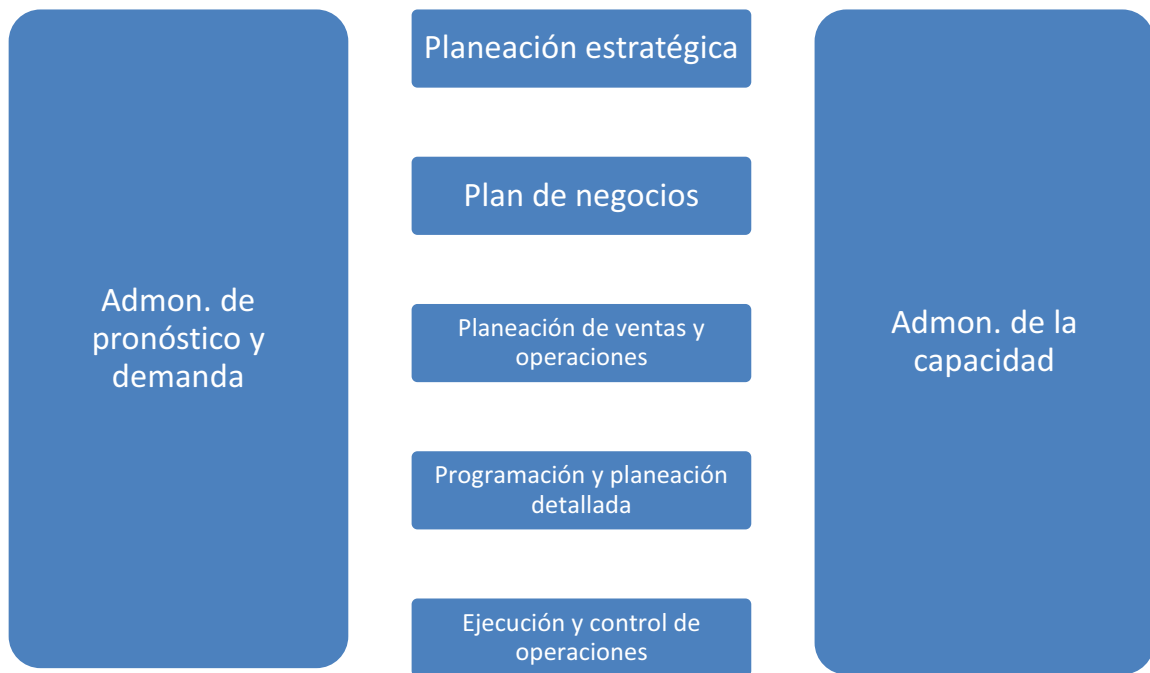 Admon. de
pronóstico y
demanda
Planeación estratégica
Plan de negocios
Planeación de ventas y
operaciones
Programación y planeación
detallada
Ejecución y control de
operaciones
Admon. de la
capacidad